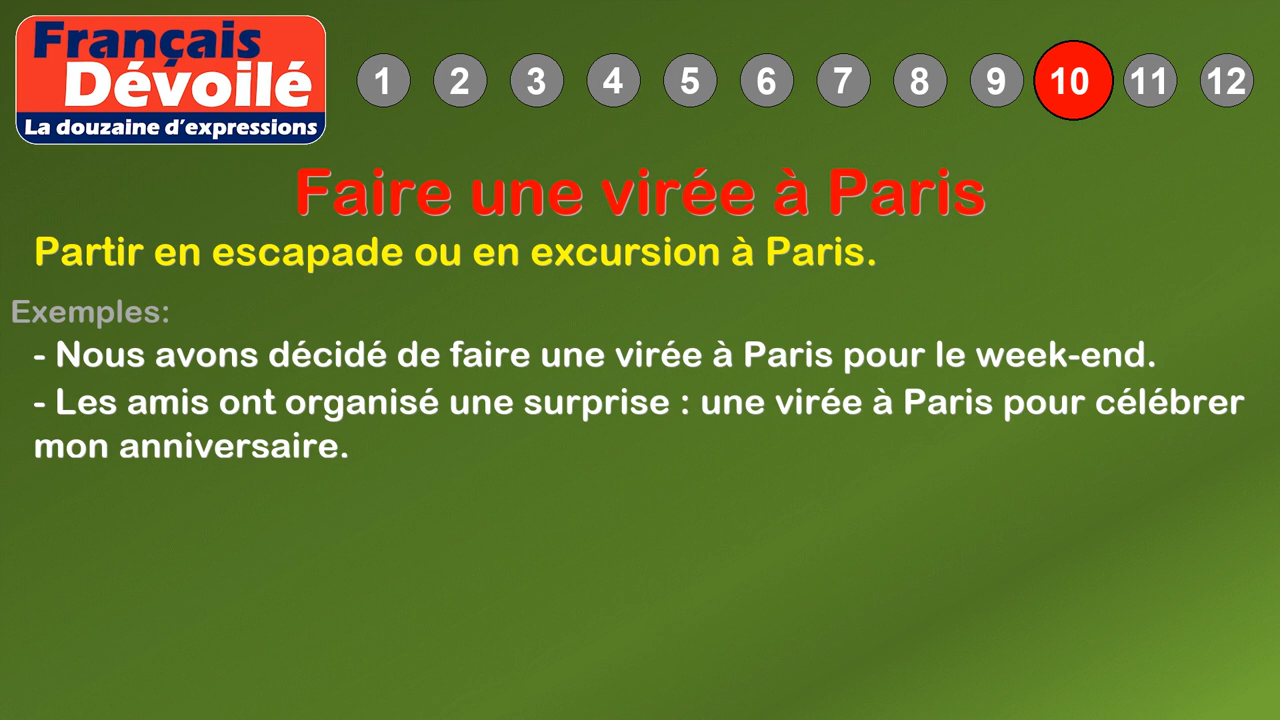 Français
Dévoilé
La douzaine d'expressions
1 2 3 4 5 6 7 8 9 10 11 12
Faire une virée à Paris
Partir en escapade ou en excursion à Paris.
Exemples:
- Nous avons décidé de faire une virée à Paris pour le week-end.
- Les amis ont organisé une surprise : une virée à Paris pour célébrer
mon anniversaire.